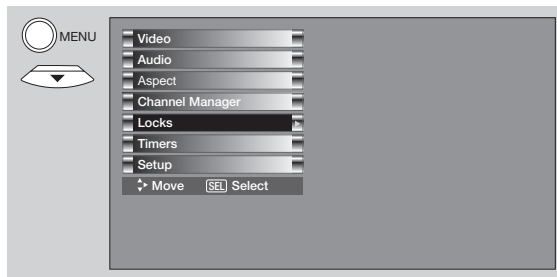 MENU
Video
Audio
Aspect
Channel Manager
Locks
Timers
Setup
Move SEL Select